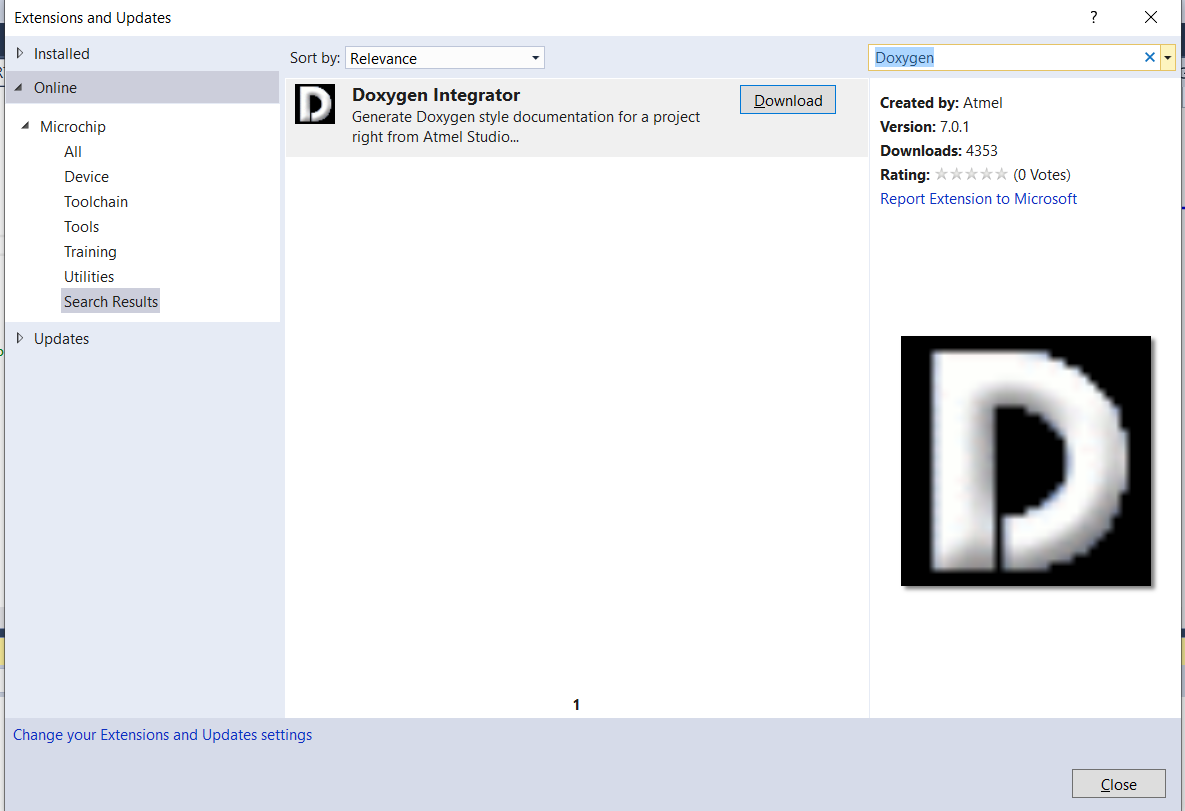 Extensions and Updates
?
Installed
Online
Microchip
All
Device
Toolchain
Tools
Training
Utilities
Search Results
Updates
Sort by: Relevance
Doxygen Integrator
Generate Doxygen style documentation for a project
right from Atmel Studio...
Download
1
Doxygen
Created by: Atmel
Version: 7.0.1
Downloads: 4353
Rating: (0 Votes)
Report Extension to Microsoft
D
Change your Extensions and Updates settings
Close